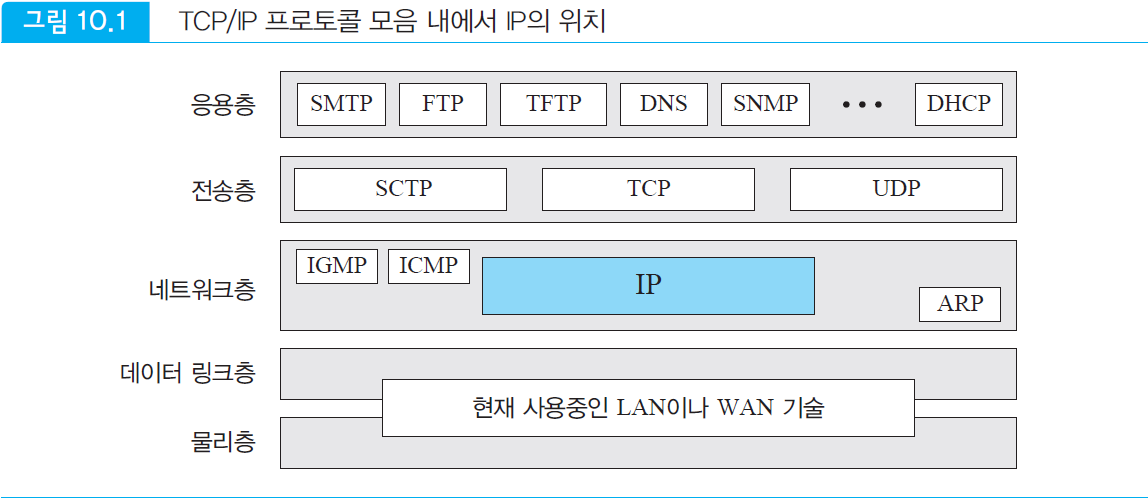 그림 10.1 TCP/IP 프로토콜 모음 내에서 IP의 위치
응용층 SMTP FTP TFTP DNS SNMP ••• DHCP
전송층 SCTP TCP UDP
네트워크층 IGMP ICMP IP ARP
데이터 링크층
현재 사용중인 LAN이나 WAN 기술
물리층